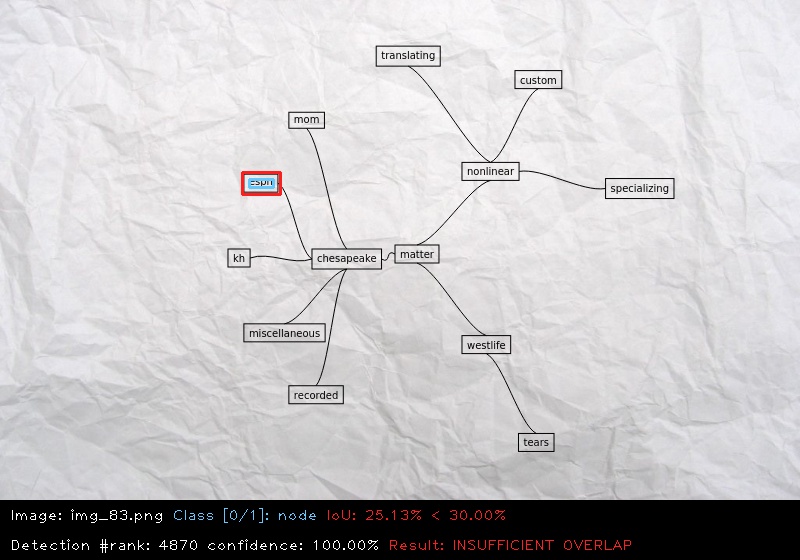 translating
custom
mom
nonlinear
espn
specializing
matter
kh
chesapeake
miscellaneous
westlife
recorded
tears
Image: img_83.png Class [0/1]: node IoU: 25.13% < 30.00%
Detection #rank: 4870 confidence: 100.00% Result: INSUFFICIENT OVERLAP